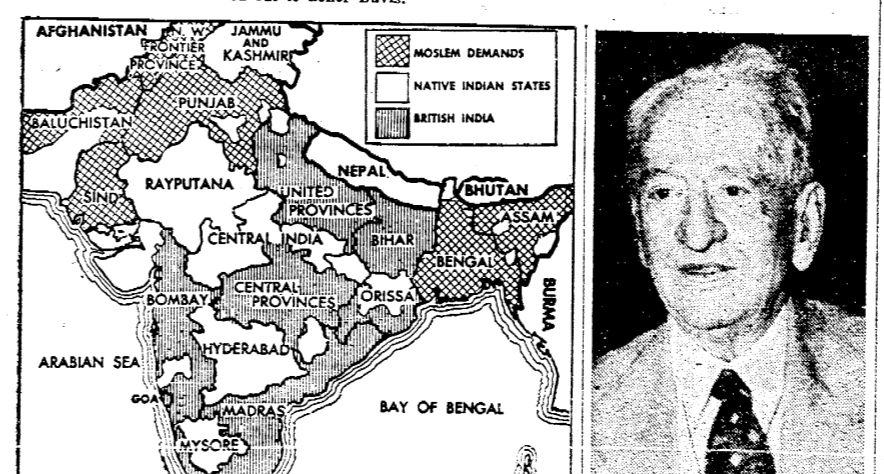 AFGHANISTAN
N. W.
FRONTIER
PROVINCE
JAMMU
AND
KASHMIR
MOSLEM DEMANDS
NATIVE INDIAN STATES
BRITISH INDIA
PUNJAB
BALUCHISTAN
NEPAL
RAYPUTANA
BHUTAN
SIND
UNITED
PROVINCES
ASSAM
CENTRAL INDIA
BIHAR
BENGAL
BOMBAY
CENTRAL
PROVINCES
ORISSA
BURMA
HYDERABAD
ARABIAN SEA
GOA
MADRAS
BAY OF BENGAL
MYSORE